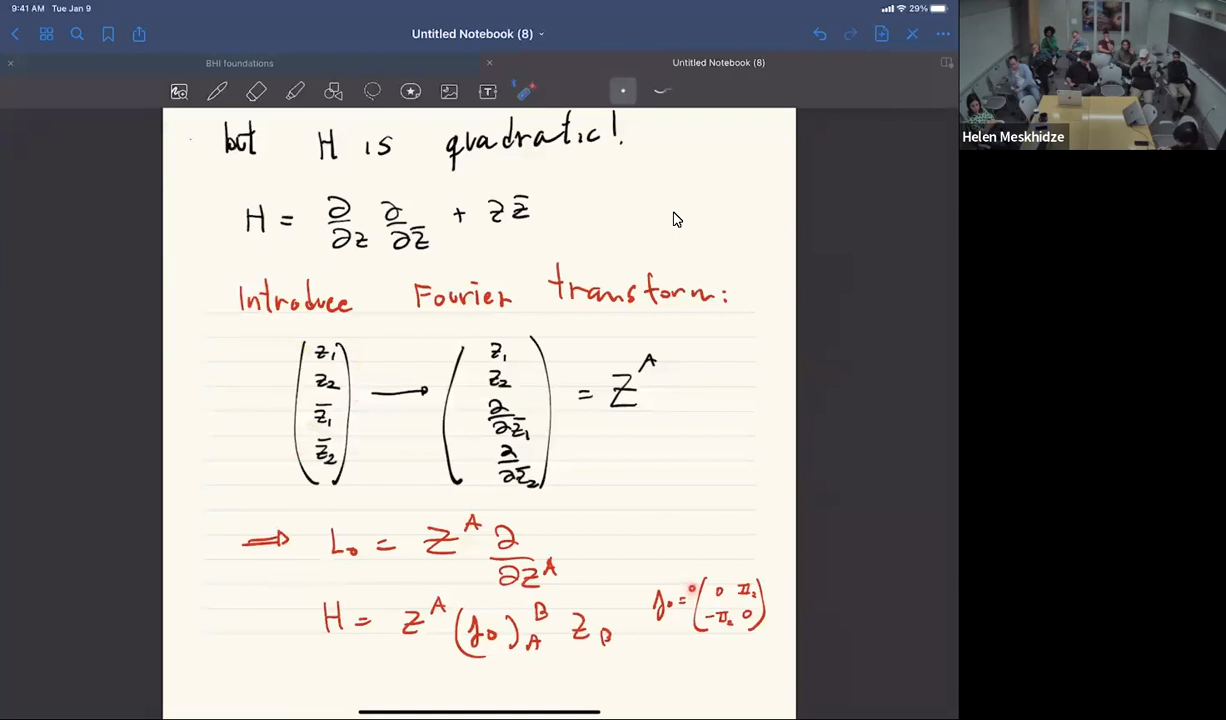 9:41 AM Tue Jan 9
29%
Untitled Notebook (8)
BHI foundations
Untitled Notebook (8)
Helen Meskhidze
but H is quadratic!
H = ∂/∂z ∂/∂z̄ + z z̄
Introduce Fourier transform:
(z₁ z₂ z̄₁ z̄₂) → (z₁ z₂ ∂/∂z̄₁ ∂/∂z̄₂) = Z^A
⇒ L₀ = Z^A ∂/∂Z^A
H = Z^A (γ₀)_A^B Z_B
γ₀ = (0 𝕀₂ −𝕀₂ 0)